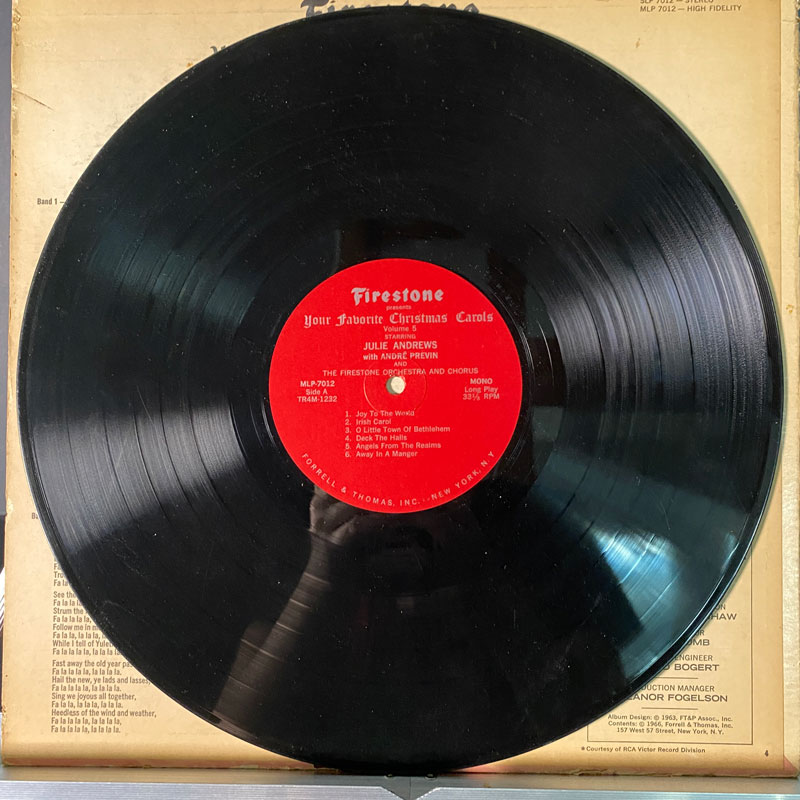 Firestone
SLP 7012 — STEREO
MLP 7012 — HIGH FIDELITY
Band 1 —
Firestone
presents
Your Favorite Christmas Carols
Volume 5
STARRING
JULIE ANDREWS
with ANDRÉ PREVIN
AND
THE FIRESTONE ORCHESTRA AND CHORUS
MLP-7012
Side A
TR4M-1232
MONO
Long Play
33⅓ RPM
1. Joy To The World
2. Irish Carol
3. O Little Town Of Bethlehem
4. Deck The Halls
5. Angels From The Realms
6. Away In A Manger
FORRELL & THOMAS, INC. . . NEW YORK, N.Y.
Fa la
See the
Fa la la la la
Strum the
Fa la la la la,
Follow me in m
Fa la la, la la la, la
While I tell of Yulet
Fa la la la la, la la la la.
Fast away the old year pas
Fa la la la la, la la la la.
Hail the new, ye lads and lasses,
Fa la la la la, la la la la.
Sing we joyous all together,
Fa la la, la la la, la la la.
Heedless of the wind and weather,
Fa la la la la, la la la,
Fa la la la la, la la la la.
HAW
OMB
ENGINEER
BOGERT
DUCTION MANAGER
ANOR FOGELSON
Album Design: © 1963, FT&P Assoc., Inc.
Contents: © 1966, Forrell & Thomas, Inc.
157 West 57 Street, New York, N. Y.
* Courtesy of RCA Victor Record Division
4